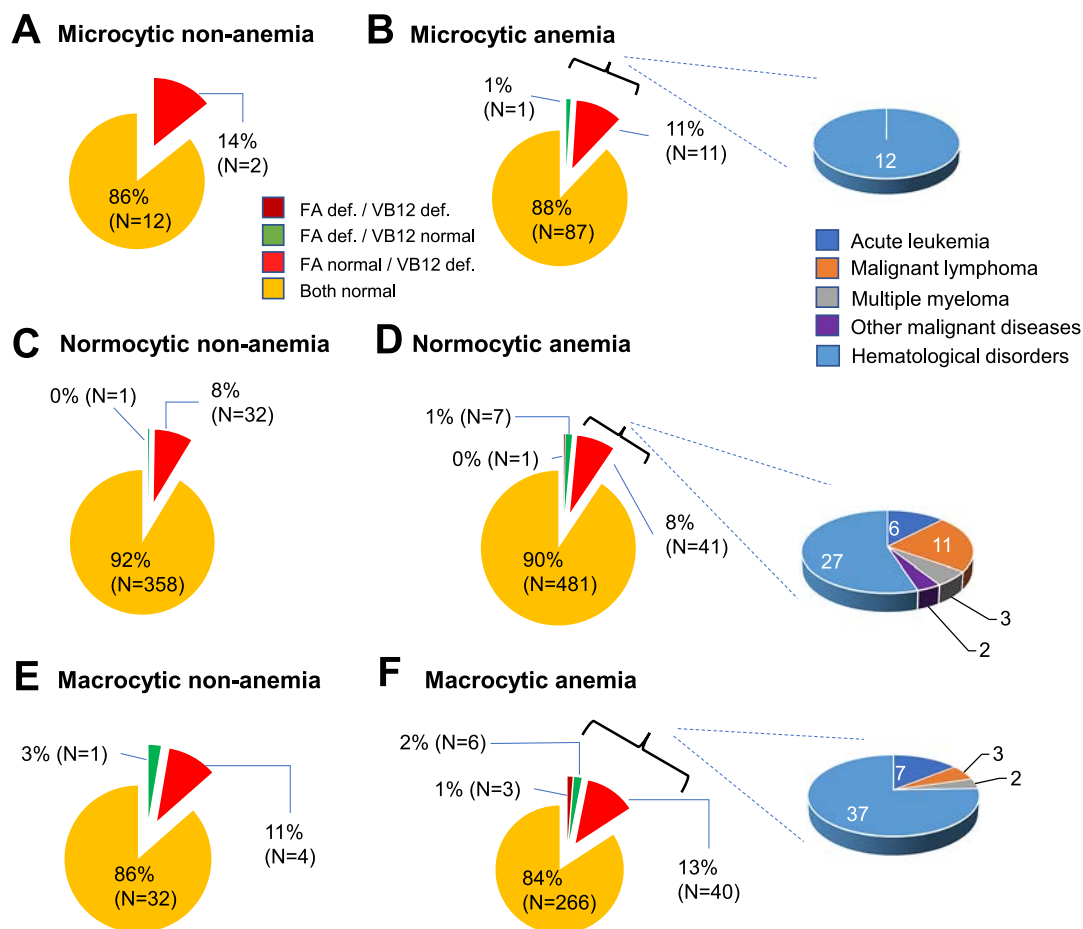 A Microcytic non-anemia
14%
(N=2)
86%
(N=12)
B Microcytic anemia
1%
(N=1)
11%
(N=11)
88%
(N=87)
12
FA def. / VB12 def.
FA def. / VB12 normal
FA normal / VB12 def.
Both normal
Acute leukemia
Malignant lymphoma
Multiple myeloma
Other malignant diseases
Hematological disorders
C Normocytic non-anemia
0% (N=1)
8%
(N=32)
92%
(N=358)
D Normocytic anemia
1% (N=7)
0% (N=1)
8%
(N=41)
90%
(N=481)
6
11
27
3
2
E Macrocytic non-anemia
3% (N=1)
11%
(N=4)
86%
(N=32)
F Macrocytic anemia
2% (N=6)
1% (N=3)
13%
(N=40)
84%
(N=266)
7
3
2
37